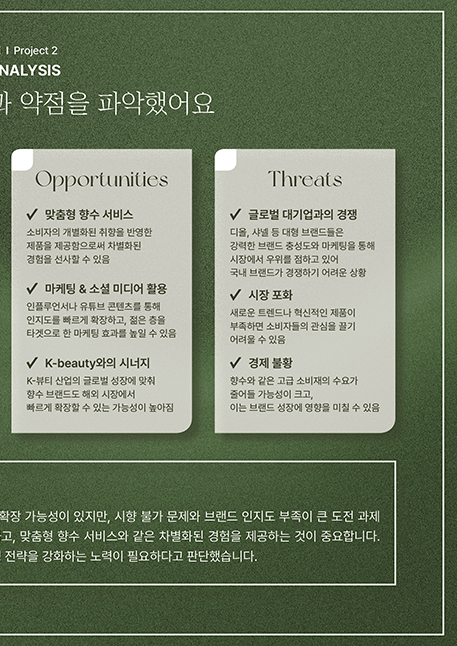 I Project 2
NALYSIS
과 약점을 파악했어요
Opportunities
맞춤형 향수 서비스
소비자의 개별화된 취향을 반영한
제품을 제공함으로써 차별화된
경험을 선사할 수 있음
마케팅 & 소셜 미디어 활용
인플루언서나 유튜브 콘텐츠를 통해
인지도를 빠르게 확장하고, 젊은 층을
타겟으로 한 마케팅 효과를 높일 수 있음
K-beauty와의 시너지
K-뷰티 산업의 글로벌 성장에 맞춰
향수 브랜드도 해외 시장에서
빠르게 확장할 수 있는 가능성이 높아짐
Threats
글로벌 대기업과의 경쟁
디올, 샤넬 등 대형 브랜드들은
강력한 브랜드 충성도와 마케팅을 통해
시장에서 우위를 점하고 있어
국내 브랜드가 경쟁하기 어려운 상황
시장 포화
새로운 트렌드나 혁신적인 제품이
부족하면 소비자들의 관심을 끌기
어려울 수 있음
경제 불황
향수와 같은 고급 소비재의 수요가
줄어들 가능성이 크고,
이는 브랜드 성장에 영향을 미칠 수 있음
확장 가능성이 있지만, 시향 불가 문제와 브랜드 인지도 부족이 큰 도전 과제
고, 맞춤형 향수 서비스와 같은 차별화된 경험을 제공하는 것이 중요합니다.
전략을 강화하는 노력이 필요하다고 판단했습니다.